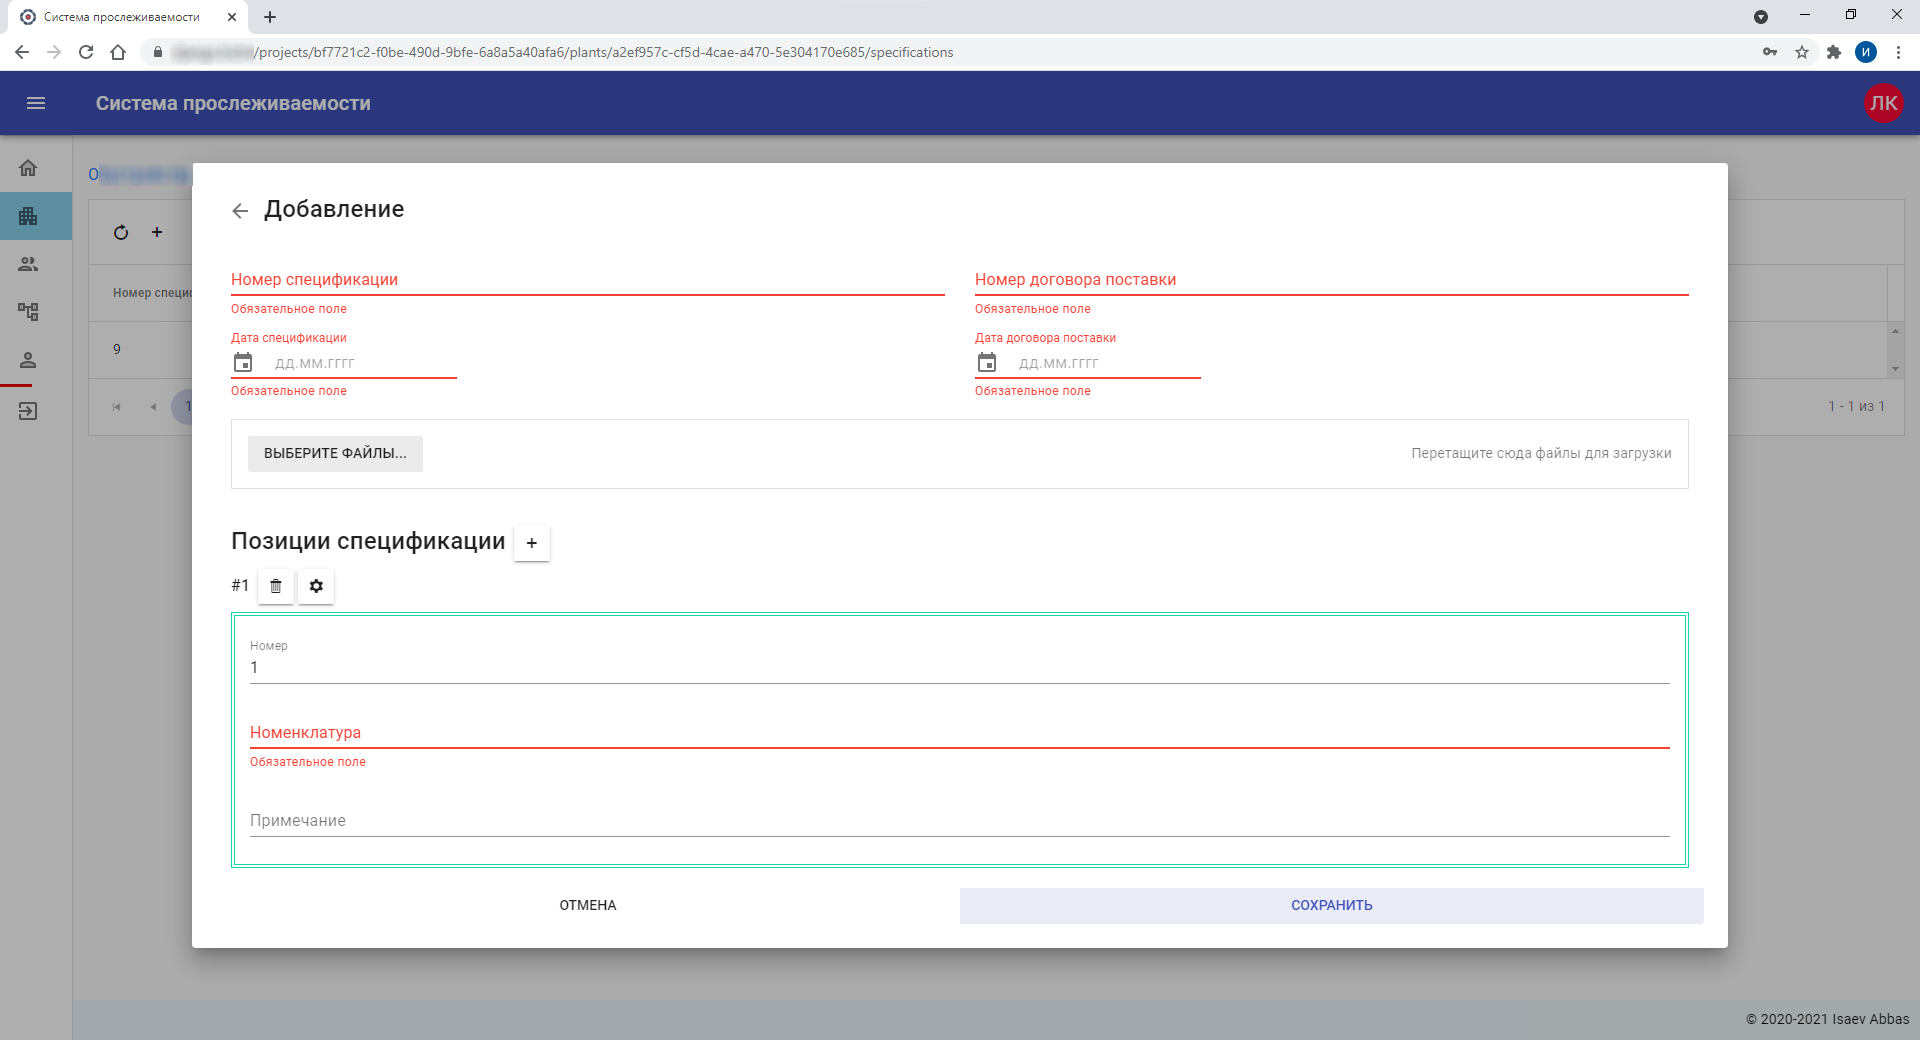 Система прослеживаемости
/projects/bf7721c2-f0be-490d-9bfe-6a8a5a40afa6/plants/a2ef957c-cf5d-4cae-a470-5e304170e685/specifications
И
Система прослеживаемости
ЛК
Добавление
Номер специ
9
1
1 - 1 из 1
Номер спецификации
Номер договора поставки
Обязательное поле
Обязательное поле
Дата спецификации
Дата договора поставки
ДД.ММ.ГГГГ
ДД.ММ.ГГГГ
Обязательное поле
Обязательное поле
ВЫБЕРИТЕ ФАЙЛЫ...
Перетащите сюда файлы для загрузки
Позиции спецификации +
#1
Номер
1
Номенклатура
Обязательное поле
Примечание
ОТМЕНА
СОХРАНИТЬ
© 2020-2021 Isaev Abbas